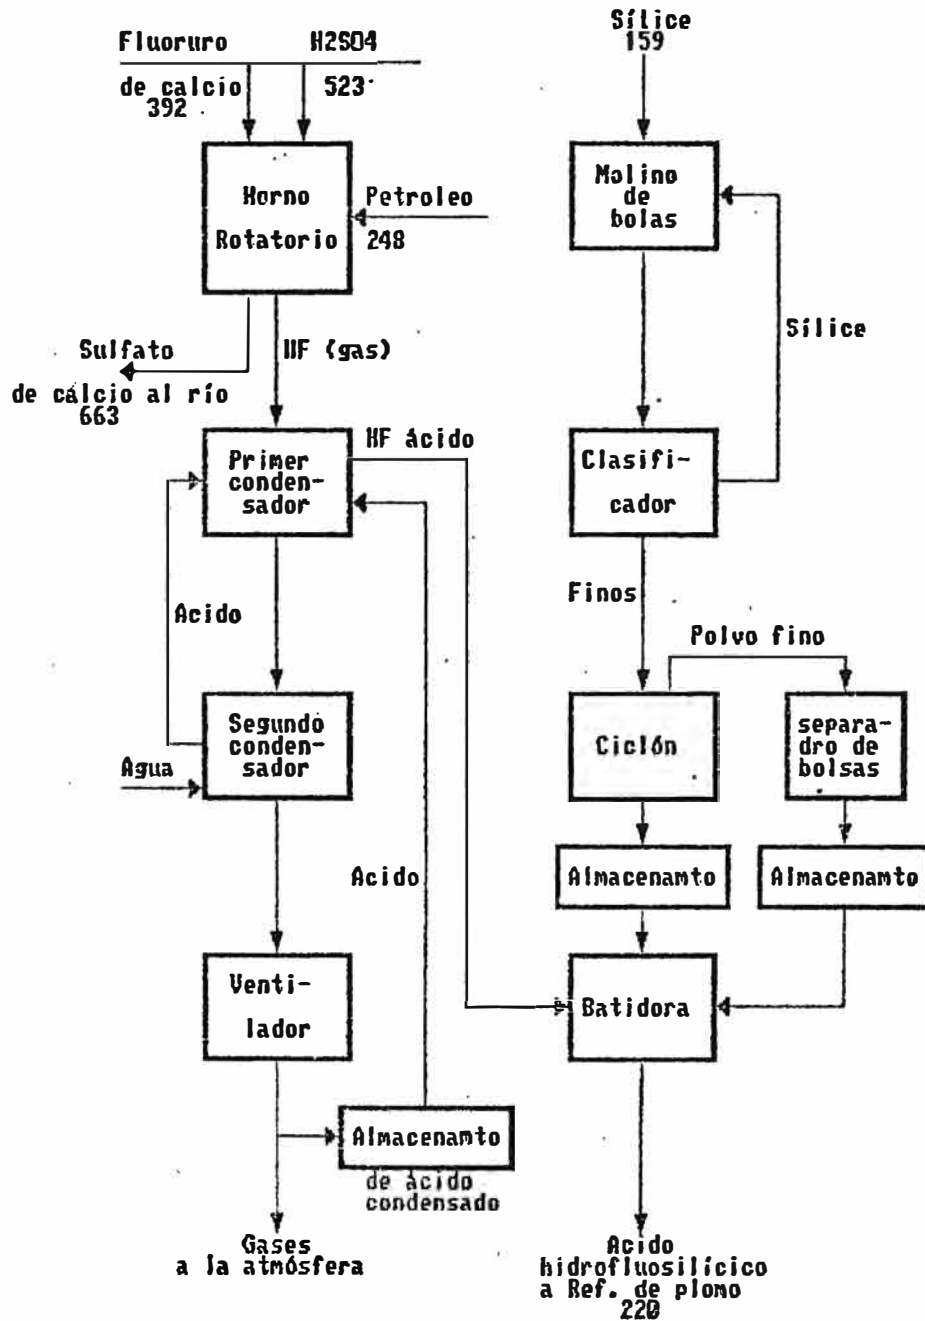 Fluoruro H2SO4
de calcio 523
392
Horno
Rotatorio
Petroleo
248
Sulfato
de cálcio al río
663
HF (gas)
Primer
conden-
sador
HF ácido
Acido
Segundo
conden-
sador
Agua
Acido
Venti-
lador
Almacenamto
de ácido
condensado
Gases
a la atmósfera
Sílice
159
Molino
de
bolas
Sílice
Clasifi-
cador
Finos
Polvo fino
Ciclón
separa-
dro de
bolsas
Almacenamto
Almacenamto
Batidora
Acido
hidrofluosilícico
a Ref. de plomo
220